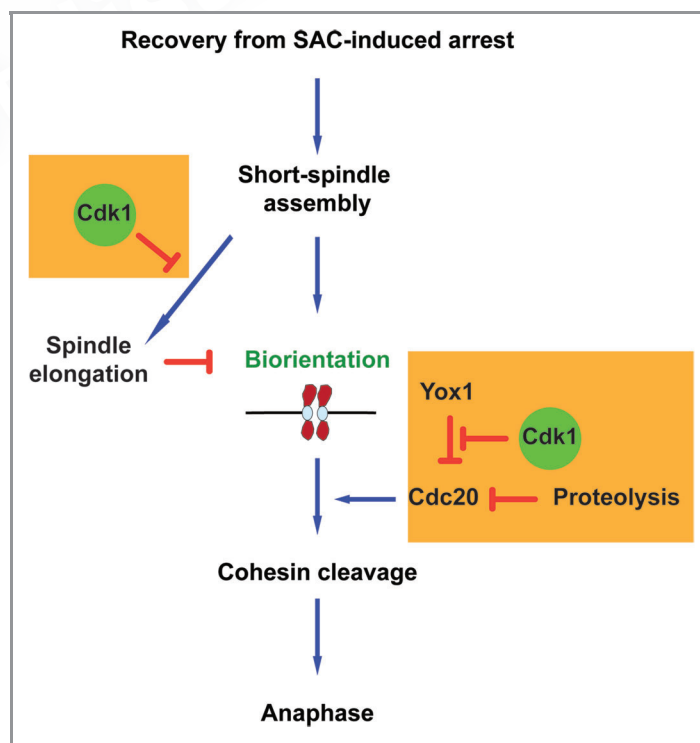 Recovery from SAC-induced arrest
Short-spindle
assembly
Cdk1
Spindle
elongation
Biorientation
Yox1
Cdk1
Cdc20
Proteolysis
Cohesin cleavage
Anaphase